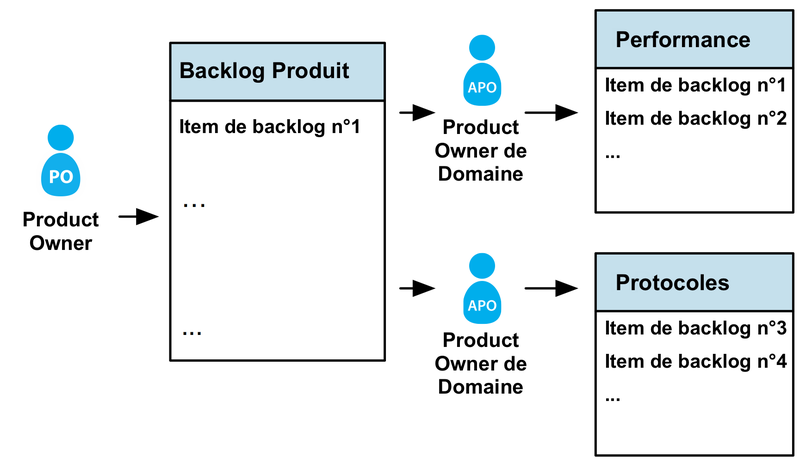 PO
Product
Owner
Backlog Produit
Item de backlog n°1
...
...
APO
Product
Owner de
Domaine
Performance
Item de backlog n°1
Item de backlog n°2
...
APO
Product
Owner de
Domaine
Protocoles
Item de backlog n°3
Item de backlog n°4
...